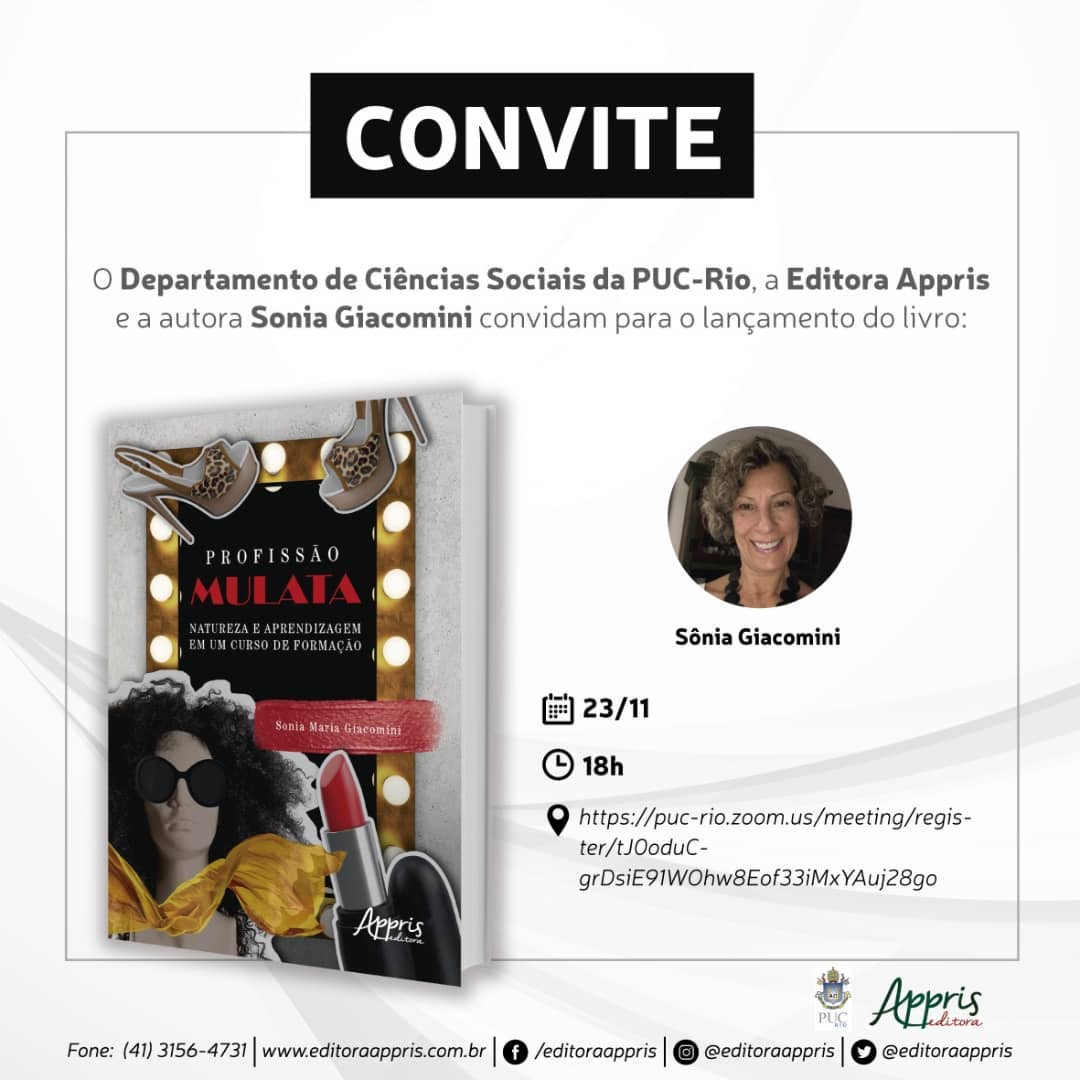 CONVITE
O Departamento de Ciências Sociais da PUC-Rio, a Editora Appris
e a autora Sonia Giacomini convidam para o lançamento do livro:
PROFISSÃO
MULATA
NATUREZA E APRENDIZAGEM
EM UM CURSO DE FORMAÇÃO
Sonia Maria Giacomini
Appris
editora
Sônia Giacomini
23/11
18h
https://puc-rio.zoom.us/meeting/regis-
ter/tJ0oduC-
grDsiE91WOhw8Eof33iMxYAuj28go
PUC
RIO
Appris
editora
Fone: (41) 3156-4731 | www.editoraappris.com.br | /editoraappris | @editoraappris | @editoraappris